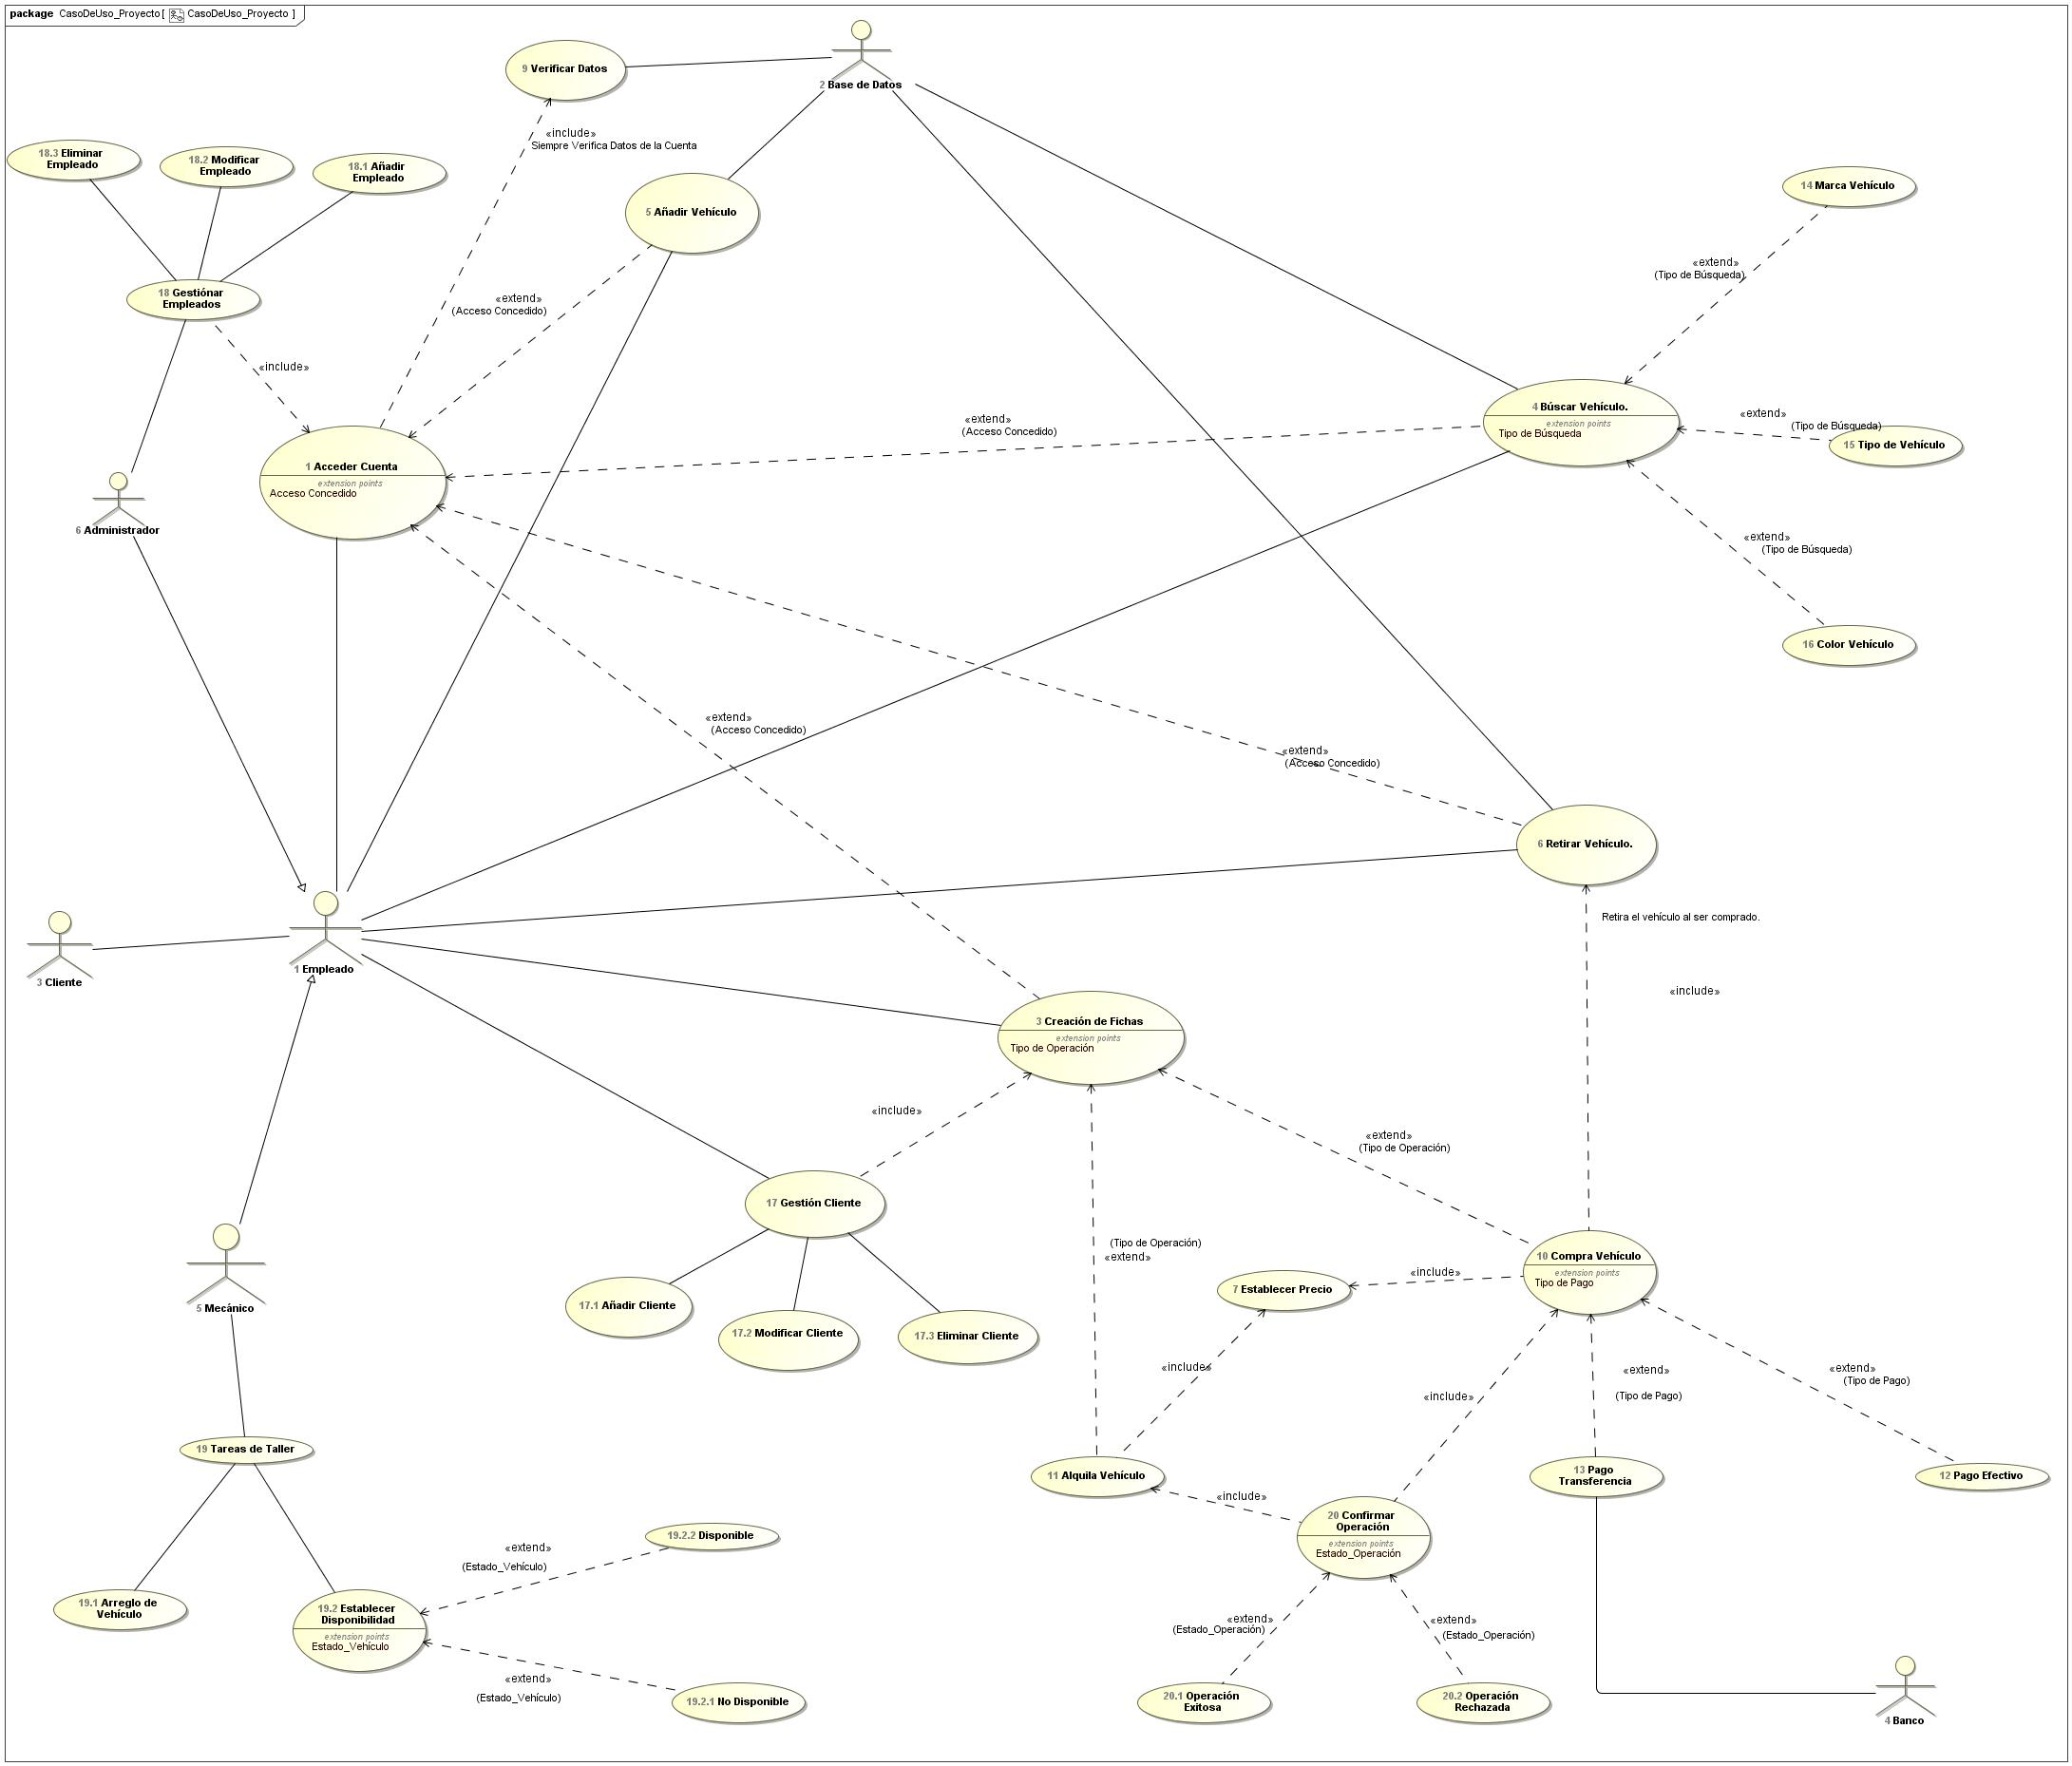 package CasoDeUso_Proyecto[ CasoDeUso_Proyecto ]
2 Base de Datos
9 Verificar Datos
«include»
Siempre Verifica Datos de la Cuenta
18.3 Eliminar
Empleado
18.2 Modificar
Empleado
18.1 Añadir
Empleado
5 Añadir Vehículo
14 Marca Vehículo
«extend»
(Tipo de Búsqueda)
18 Gestiónar
Empleados
«extend»
(Acceso Concedido)
«include»
4 Búscar Vehículo.
extension points
Tipo de Búsqueda
«extend»
(Tipo de Búsqueda)
15 Tipo de Vehículo
«extend»
(Acceso Concedido)
1 Acceder Cuenta
extension points
Acceso Concedido
6 Administrador
«extend»
(Tipo de Búsqueda)
16 Color Vehículo
«extend»
(Acceso Concedido)
«extend»
(Acceso Concedido)
6 Retirar Vehículo.
Retira el vehículo al ser comprado.
«include»
3 Cliente
1 Empleado
3 Creación de Fichas
extension points
Tipo de Operación
«include»
«extend»
(Tipo de Operación)
17 Gestión Cliente
(Tipo de Operación)
«extend»
10 Compra Vehículo
extension points
Tipo de Pago
«include»
7 Establecer Precio
5 Mecánico
17.1 Añadir Cliente
17.2 Modificar Cliente
17.3 Eliminar Cliente
«include»
«include»
«extend»
(Tipo de Pago)
«extend»
(Tipo de Pago)
19 Tareas de Taller
11 Alquila Vehículo
13 Pago
Transferencia
12 Pago Efectivo
«include»
20 Confirmar
Operación
extension points
Estado_Operación
19.2.2 Disponible
«extend»
(Estado_Vehículo)
19.1 Arreglo de
Vehículo
19.2 Establecer
Disponibilidad
extension points
Estado_Vehículo
«extend»
(Estado_Operación)
«extend»
(Estado_Operación)
«extend»
(Estado_Vehículo)
19.2.1 No Disponible
20.1 Operación
Exitosa
20.2 Operación
Rechazada
4 Banco